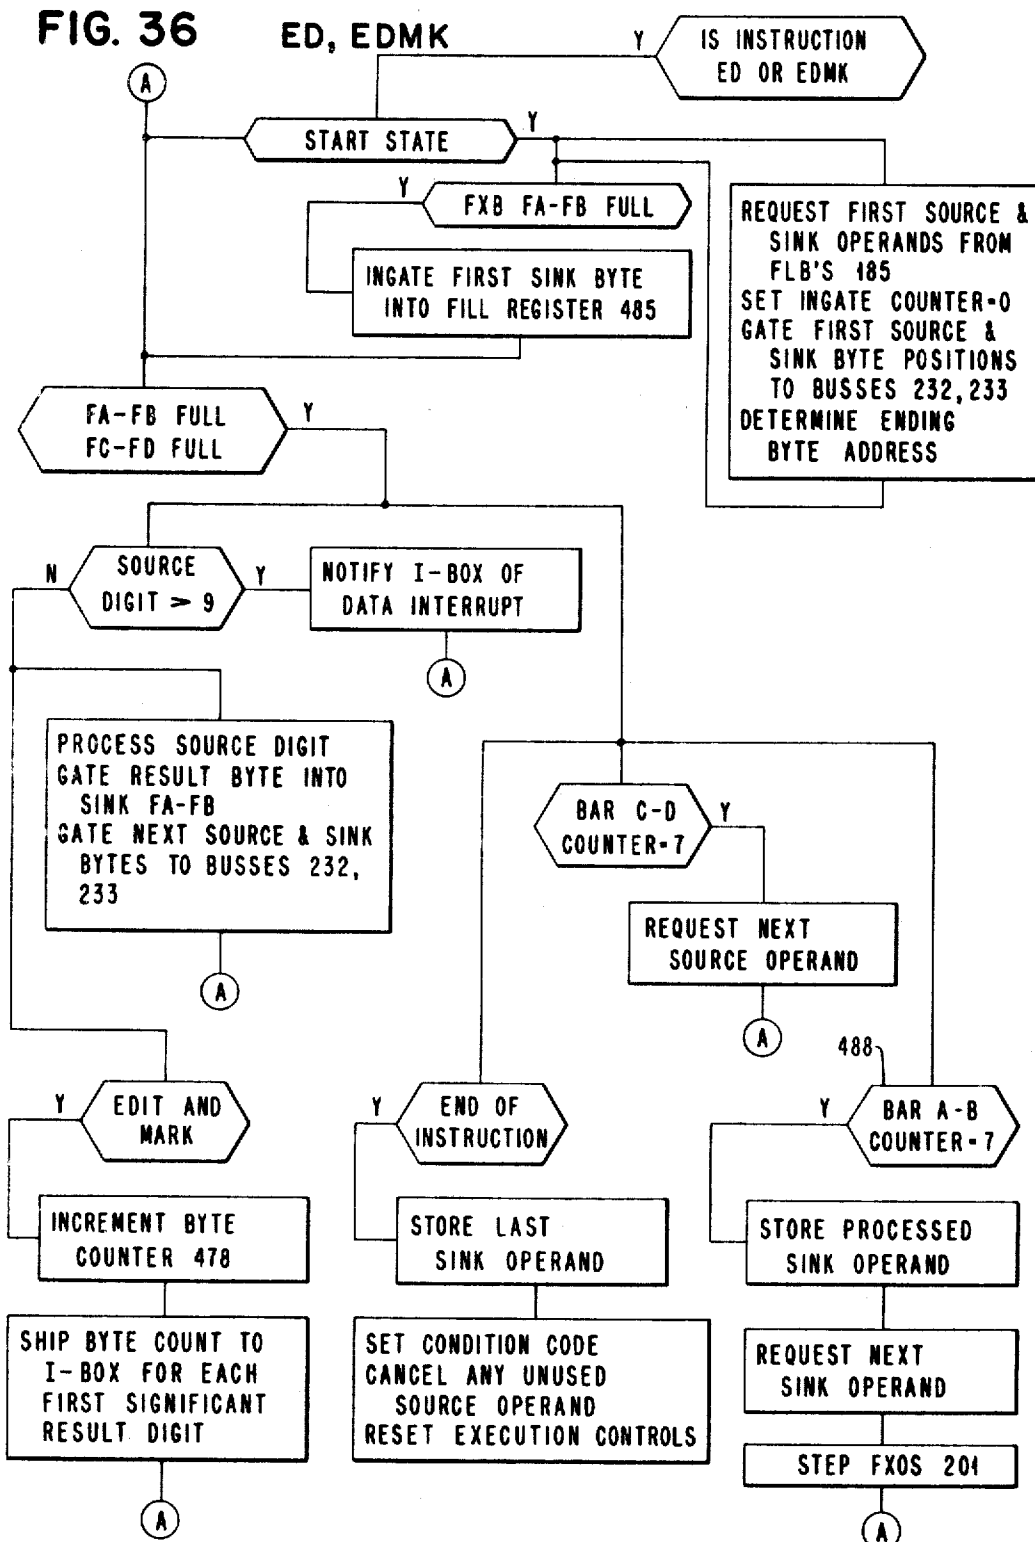 FIG. 36
ED, EDMK
Y
IS INSTRUCTION
ED OR EDMK
A
START STATE
Y
Y
FXB FA-FB FULL
INGATE FIRST SINK BYTE
INTO FILL REGISTER 485
REQUEST FIRST SOURCE &
SINK OPERANDS FROM
FLB'S 185
SET INGATE COUNTER=0
GATE FIRST SOURCE &
SINK BYTE POSITIONS
TO BUSSES 232,233
DETERMINE ENDING
BYTE ADDRESS
FA-FB FULL
FC-FD FULL
Y
N
SOURCE
DIGIT > 9
Y
NOTIFY I-BOX OF
DATA INTERRUPT
A
PROCESS SOURCE DIGIT
GATE RESULT BYTE INTO
SINK FA-FB
GATE NEXT SOURCE & SINK
BYTES TO BUSSES 232,
233
A
BAR C-D
COUNTER=7
Y
REQUEST NEXT
SOURCE OPERAND
A
488
Y
EDIT AND
MARK
Y
END OF
INSTRUCTION
Y
BAR A-B
COUNTER=7
INCREMENT BYTE
COUNTER 478
STORE LAST
SINK OPERAND
STORE PROCESSED
SINK OPERAND
SHIP BYTE COUNT TO
I-BOX FOR EACH
FIRST SIGNIFICANT
RESULT DIGIT
A
SET CONDITION CODE
CANCEL ANY UNUSED
SOURCE OPERAND
RESET EXECUTION CONTROLS
REQUEST NEXT
SINK OPERAND
STEP FXOS 201
A